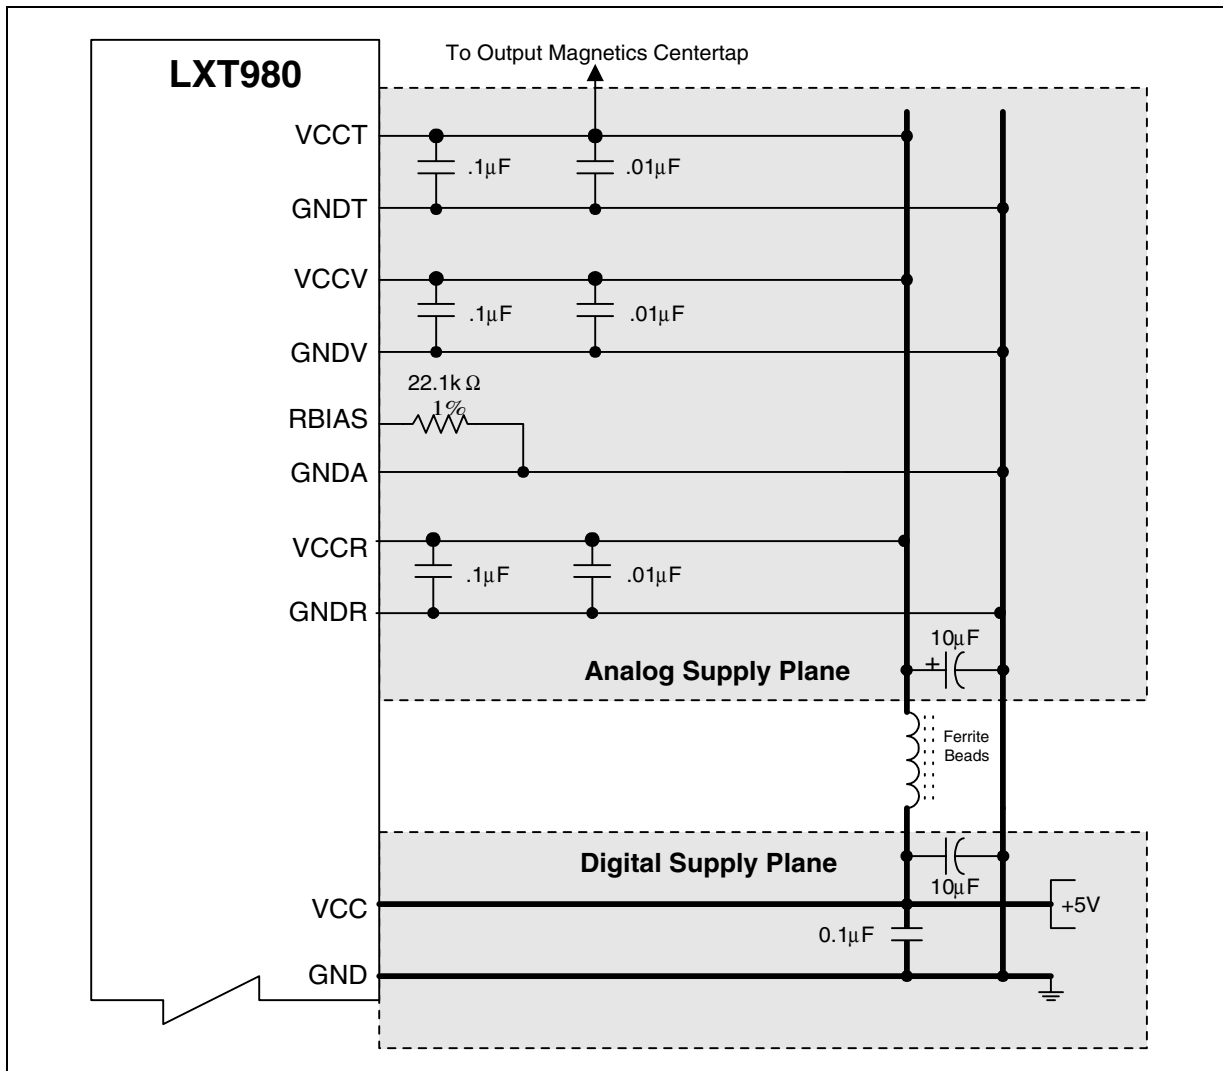 To Output Magnetics Centertap
LXT980
VCCT
.1µF
.01µF
GNDT
VCCV
.1µF
.01µF
GNDV
22.1k Ω
1%
RBIAS
GNDA
VCCR
.1µF
.01µF
GNDR
10µF
+
Analog Supply Plane
Ferrite
Beads
Digital Supply Plane
10µF
VCC
+5V
0.1µF
GND